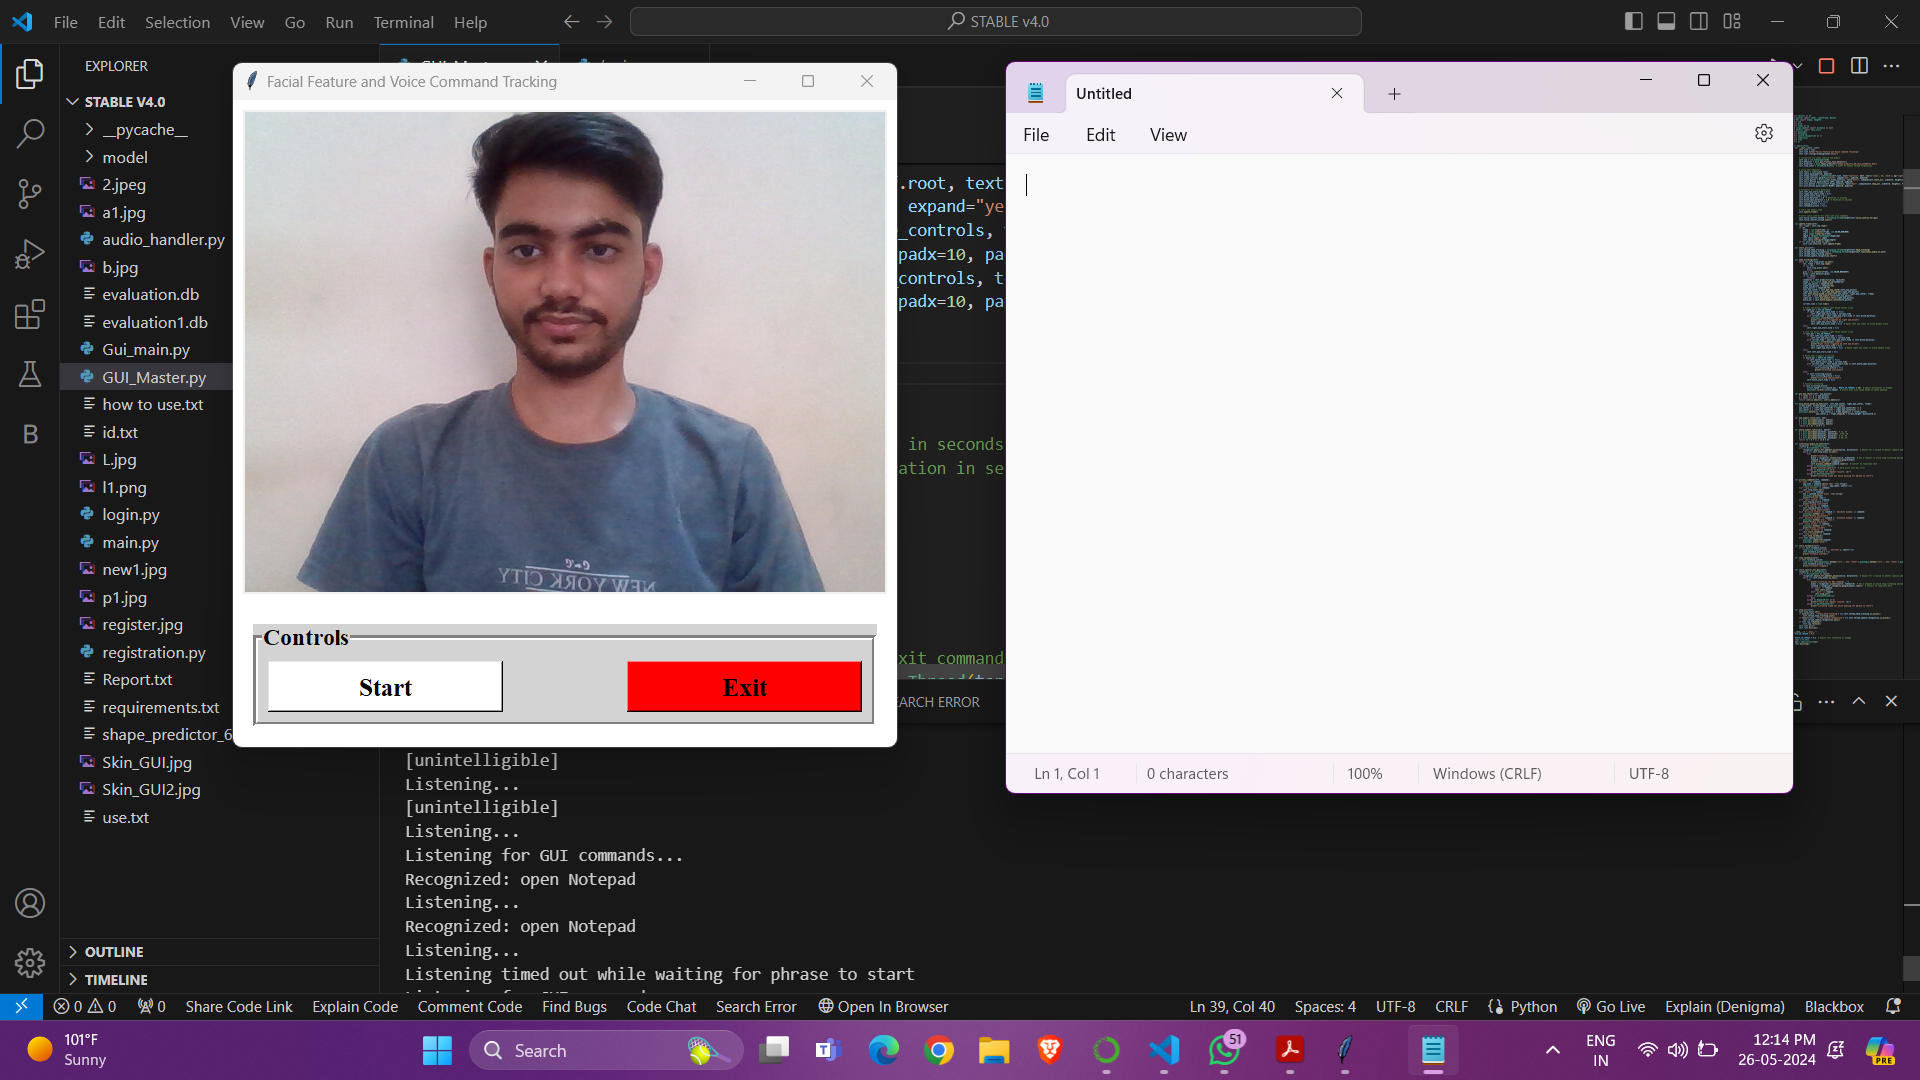 File Edit Selection View Go Run Terminal Help
STABLE v4.0
EXPLORER
STABLE V4.0
__pycache__
model
2.jpeg
a1.jpg
audio_handler.py
b.jpg
evaluation.db
evaluation1.db
Gui_main.py
GUI_Master.py
how to use.txt
id.txt
L.jpg
l1.png
login.py
main.py
new1.jpg
p1.jpg
register.jpg
registration.py
Report.txt
requirements.txt
shape_predictor_6
Skin_GUI.jpg
Skin_GUI2.jpg
use.txt
OUTLINE
TIMELINE
Facial Feature and Voice Command Tracking
NEW YORK CITY
Controls
Start Exit
.root, text
expand="ye
_controls,
padx=10, pa
controls, t
padx=10, pa
in seconds
ation in se
xit command
ARCH ERROR
Untitled
File Edit View
Ln 1, Col 1 0 characters 100% Windows (CRLF) UTF-8
[unintelligible]
Listening...
[unintelligible]
Listening...
Listening for GUI commands...
Recognized: open Notepad
Listening...
Recognized: open Notepad
Listening...
Listening timed out while waiting for phrase to start
0 0 0 Share Code Link Explain Code Comment Code Find Bugs Code Chat Search Error Open In Browser Ln 39, Col 40 Spaces: 4 UTF-8 CRLF Python Go Live Explain (Denigma) Blackbox
101°F
Sunny
Search
51
ENG
IN
12:14 PM
26-05-2024
PRE